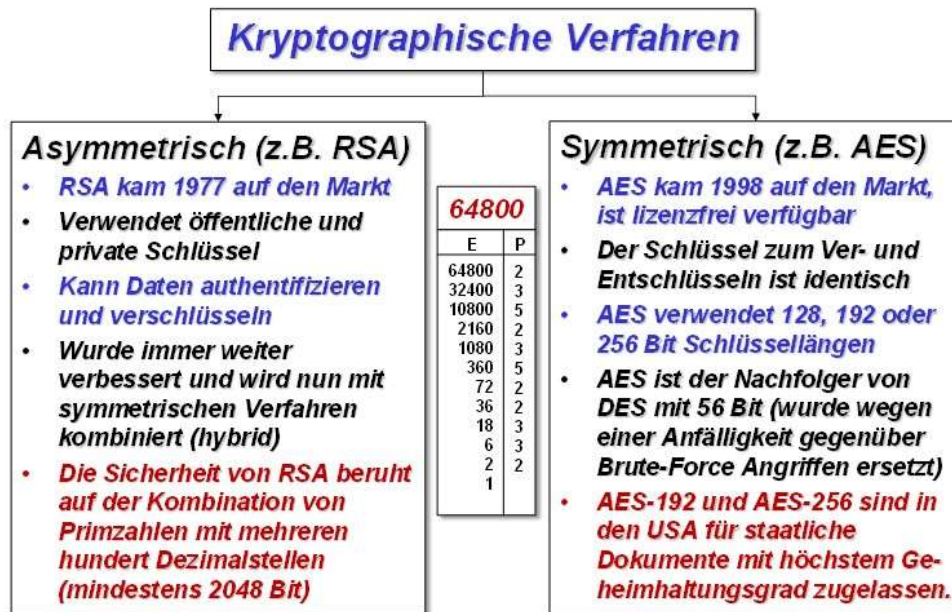 Kryptographische Verfahren
Asymmetrisch (z.B. RSA)
• RSA kam 1977 auf den Markt
• Verwendet öffentliche und
private Schlüssel
• Kann Daten authentifizieren
und verschlüsseln
• Wurde immer weiter
verbessert und wird nun mit
symmetrischen Verfahren
kombiniert (hybrid)
• Die Sicherheit von RSA beruht
auf der Kombination von
Primzahlen mit mehreren
hundert Dezimalstellen
(mindestens 2048 Bit)
64800
E P
64800 2
32400 3
10800 5
2160 2
1080 3
360 5
72 2
36 2
18 3
6 3
2 2
1
Symmetrisch (z.B. AES)
• AES kam 1998 auf den Markt,
ist lizenzfrei verfügbar
• Der Schlüssel zum Ver- und
Entschlüsseln ist identisch
• AES verwendet 128, 192 oder
256 Bit Schlüssellängen
• AES ist der Nachfolger von
DES mit 56 Bit (wurde wegen
einer Anfälligkeit gegenüber
Brute-Force Angriffen ersetzt)
• AES-192 und AES-256 sind in
den USA für staatliche
Dokumente mit höchstem Ge-
heimhaltungsgrad zugelassen.